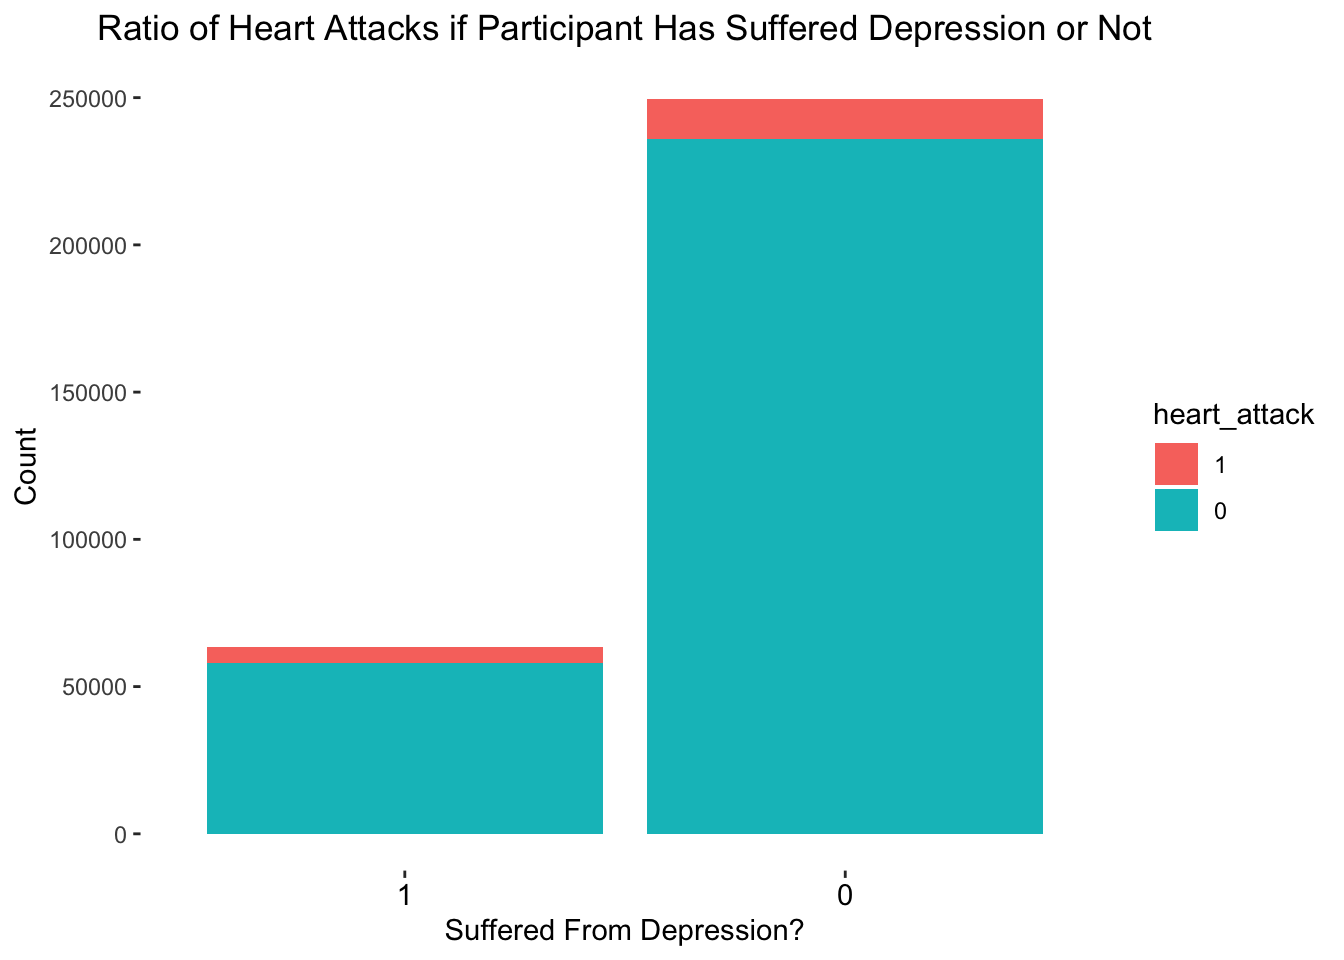 Ratio of Heart Attacks if Participant Has Suffered Depression or Not
250000
200000
150000
100000
50000
0
Count
1
0
Suffered From Depression?
heart_attack
1
0